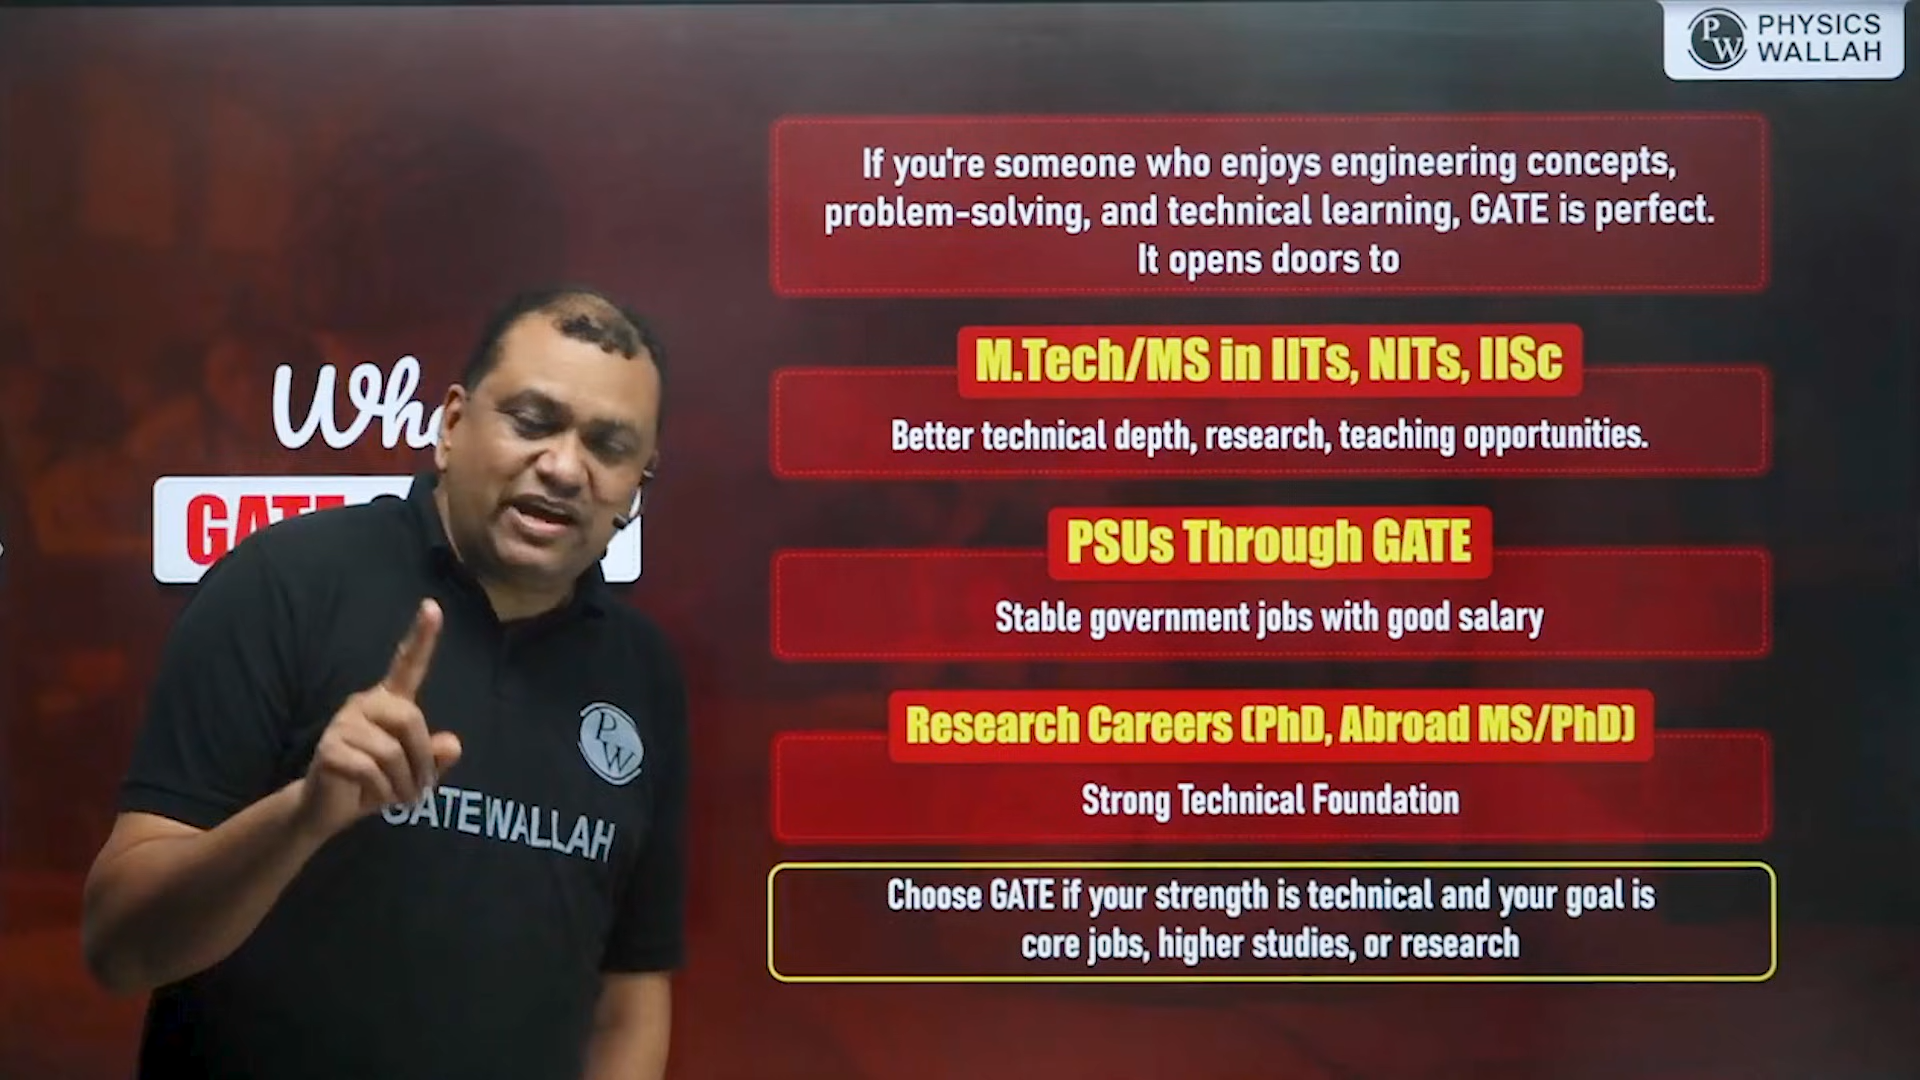 PHYSICS
WALLAH
If you're someone who enjoys engineering concepts,
problem-solving, and technical learning, GATE is perfect.
It opens doors to
M.Tech/MS in IITs, NITs, IISc
Better technical depth, research, teaching opportunities.
PSUs Through GATE
Stable government jobs with good salary
Research Careers (PhD, Abroad MS/PhD)
Strong Technical Foundation
Choose GATE if your strength is technical and your goal is
core jobs, higher studies, or research
PW
GATEWALLAH